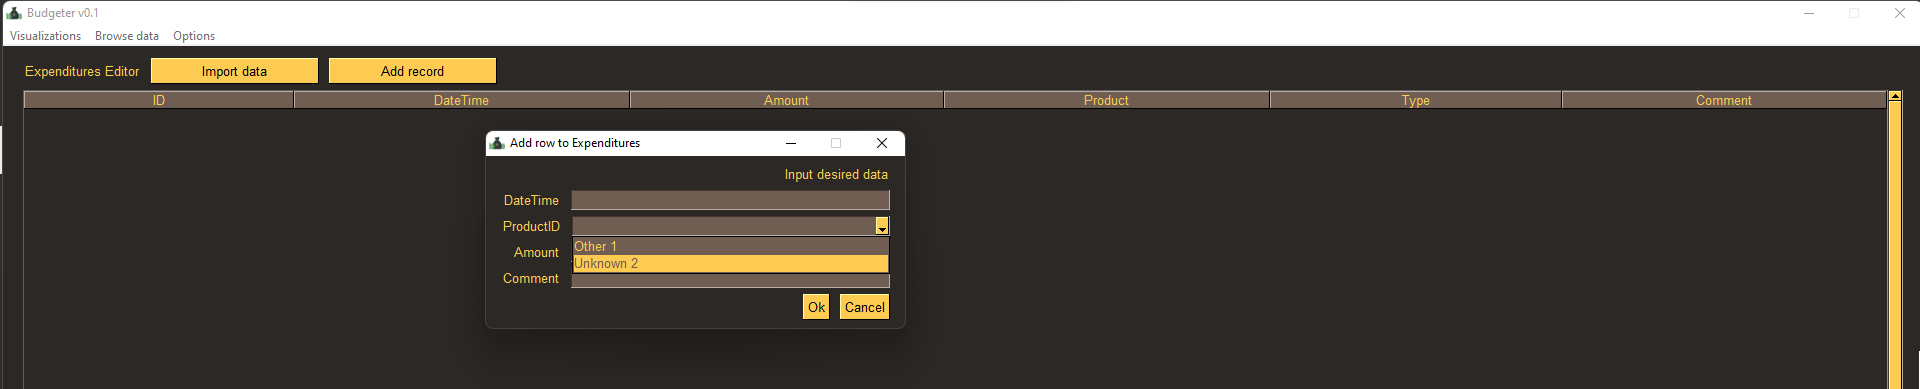 Budgeter v0.1
Visualizations Browse data Options
Expenditures Editor Import data Add record
ID DateTime Amount Product Type Comment
Add row to Expenditures
Input desired data
DateTime
ProductID
Other 1
Amount
Unknown 2
Comment
Ok Cancel